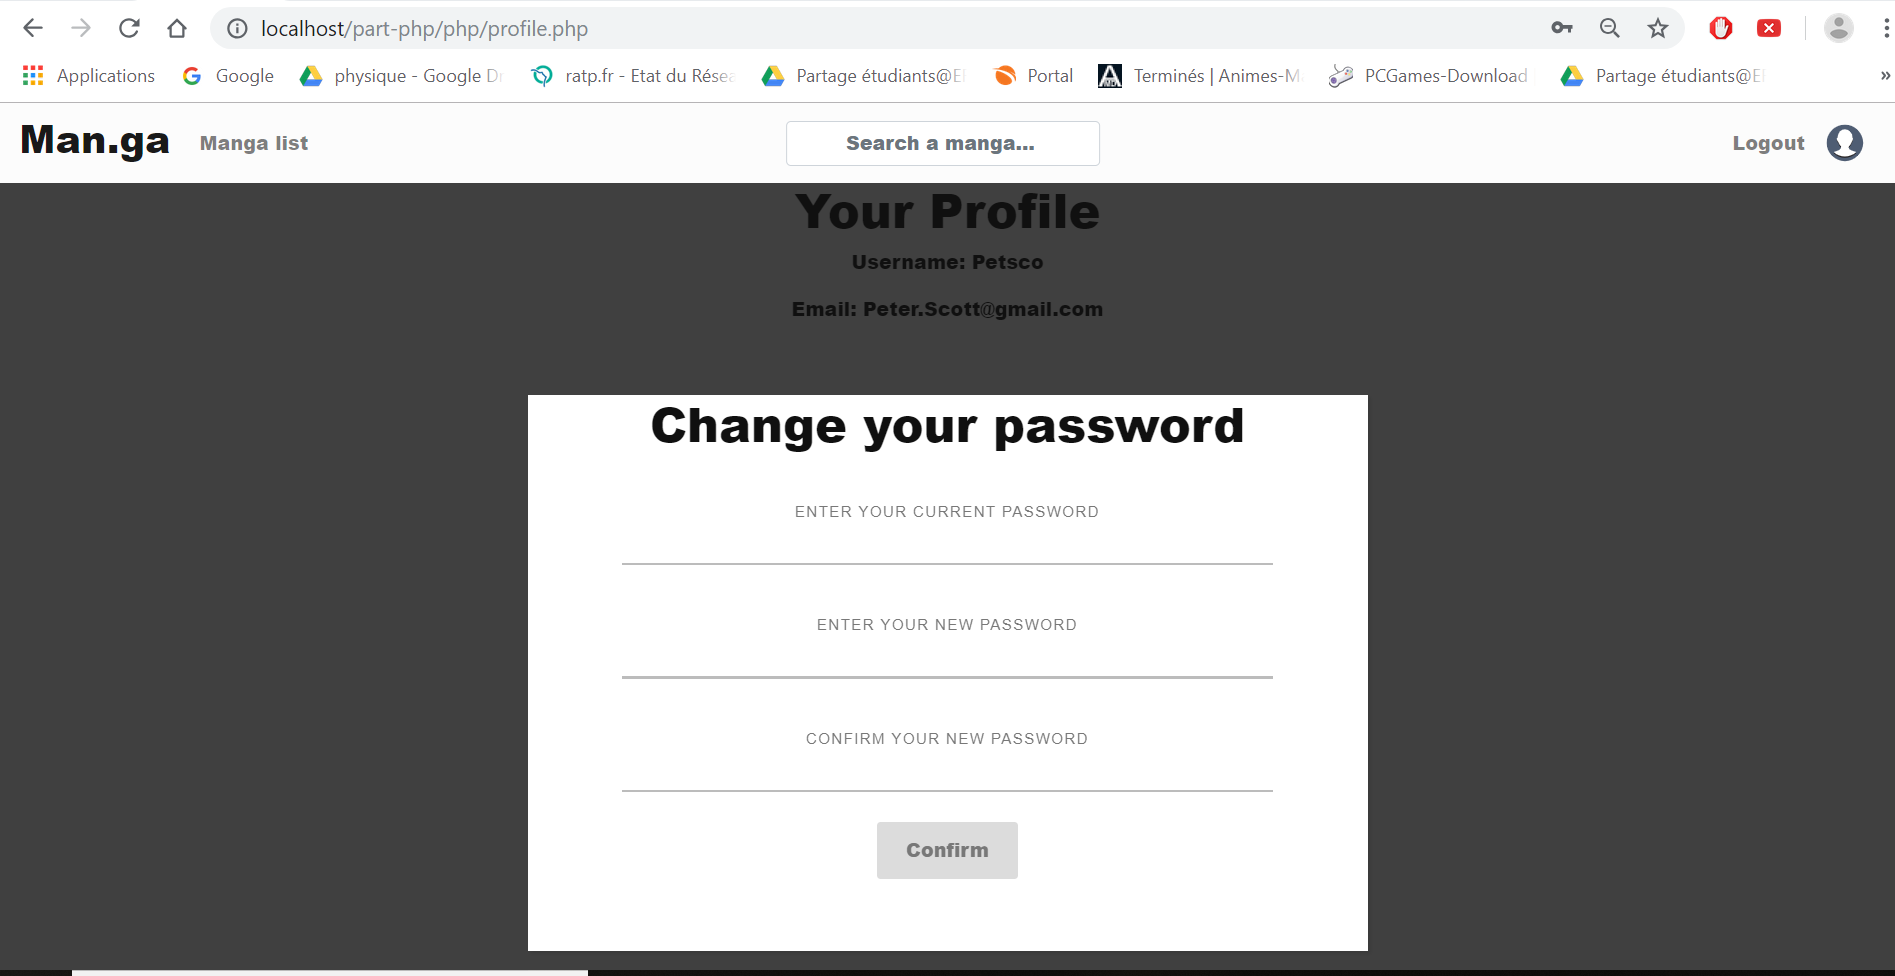 localhost/part-php/php/profile.php
Applications Google physique - Google Dr ratp.fr - Etat du Résea Partage étudiants@E Portal Terminés | Animes-M PCGames-Download Partage étudiants@E »
Man.ga Manga list Search a manga... Logout
Your Profile
Username: Petsco
Email: Peter.Scott@gmail.com
Change your password
ENTER YOUR CURRENT PASSWORD
ENTER YOUR NEW PASSWORD
CONFIRM YOUR NEW PASSWORD
Confirm